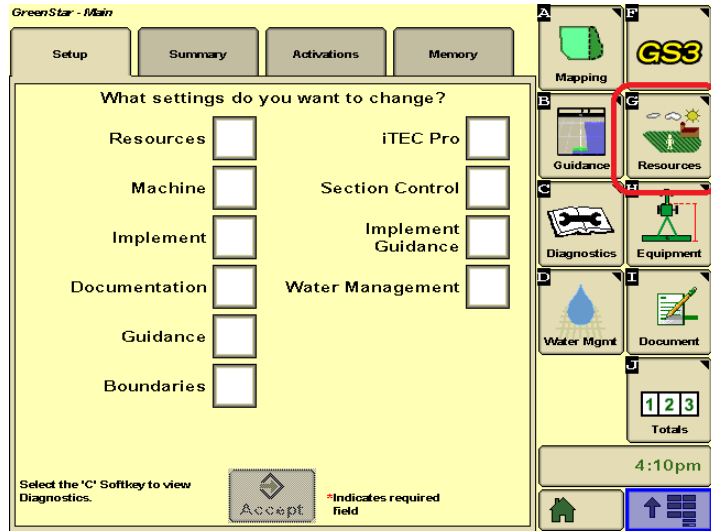 GreenStar - Main
Setup
Summary
Activations
Memory
What settings do you want to change?
Resources
iTEC Pro
Machine
Section Control
Implement
Implement
Guidance
Documentation
Water Management
Guidance
Boundaries
Select the 'C' Softkey to view
Diagnostics.
Accept
*Indicates required
field
A
Mapping
F
GS3
B
Guidance
G
Resources
C
Diagnostics
H
Equipment
D
Water Mgmt
I
Document
J
1 2 3
Totals
4:10pm